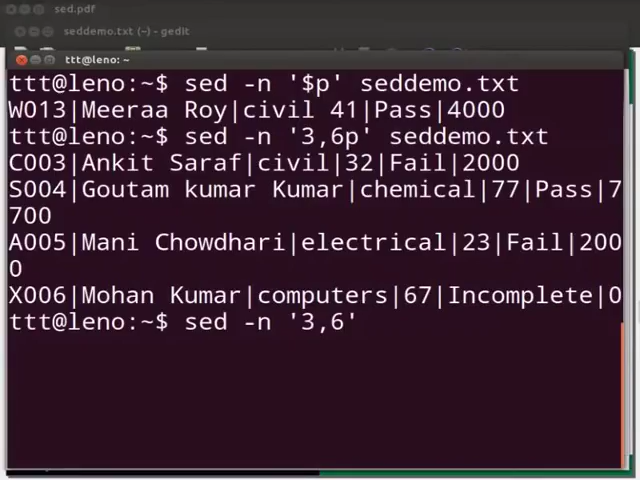 sed.pdf
seddemo.txt (~) - gedit
ttt@leno: ~
ttt@leno:~$ sed -n '$p' seddemo.txt
W013|Meeraa Roy|civil 41|Pass|4000
ttt@leno:~$ sed -n '3,6p' seddemo.txt
C003|Ankit Saraf|civil|32|Fail|2000
S004|Goutam kumar Kumar|chemical|77|Pass|7
700
A005|Mani Chowdhari|electrical|23|Fail|200
0
X006|Mohan Kumar|computers|67|Incomplete|0
ttt@leno:~$ sed -n '3,6'